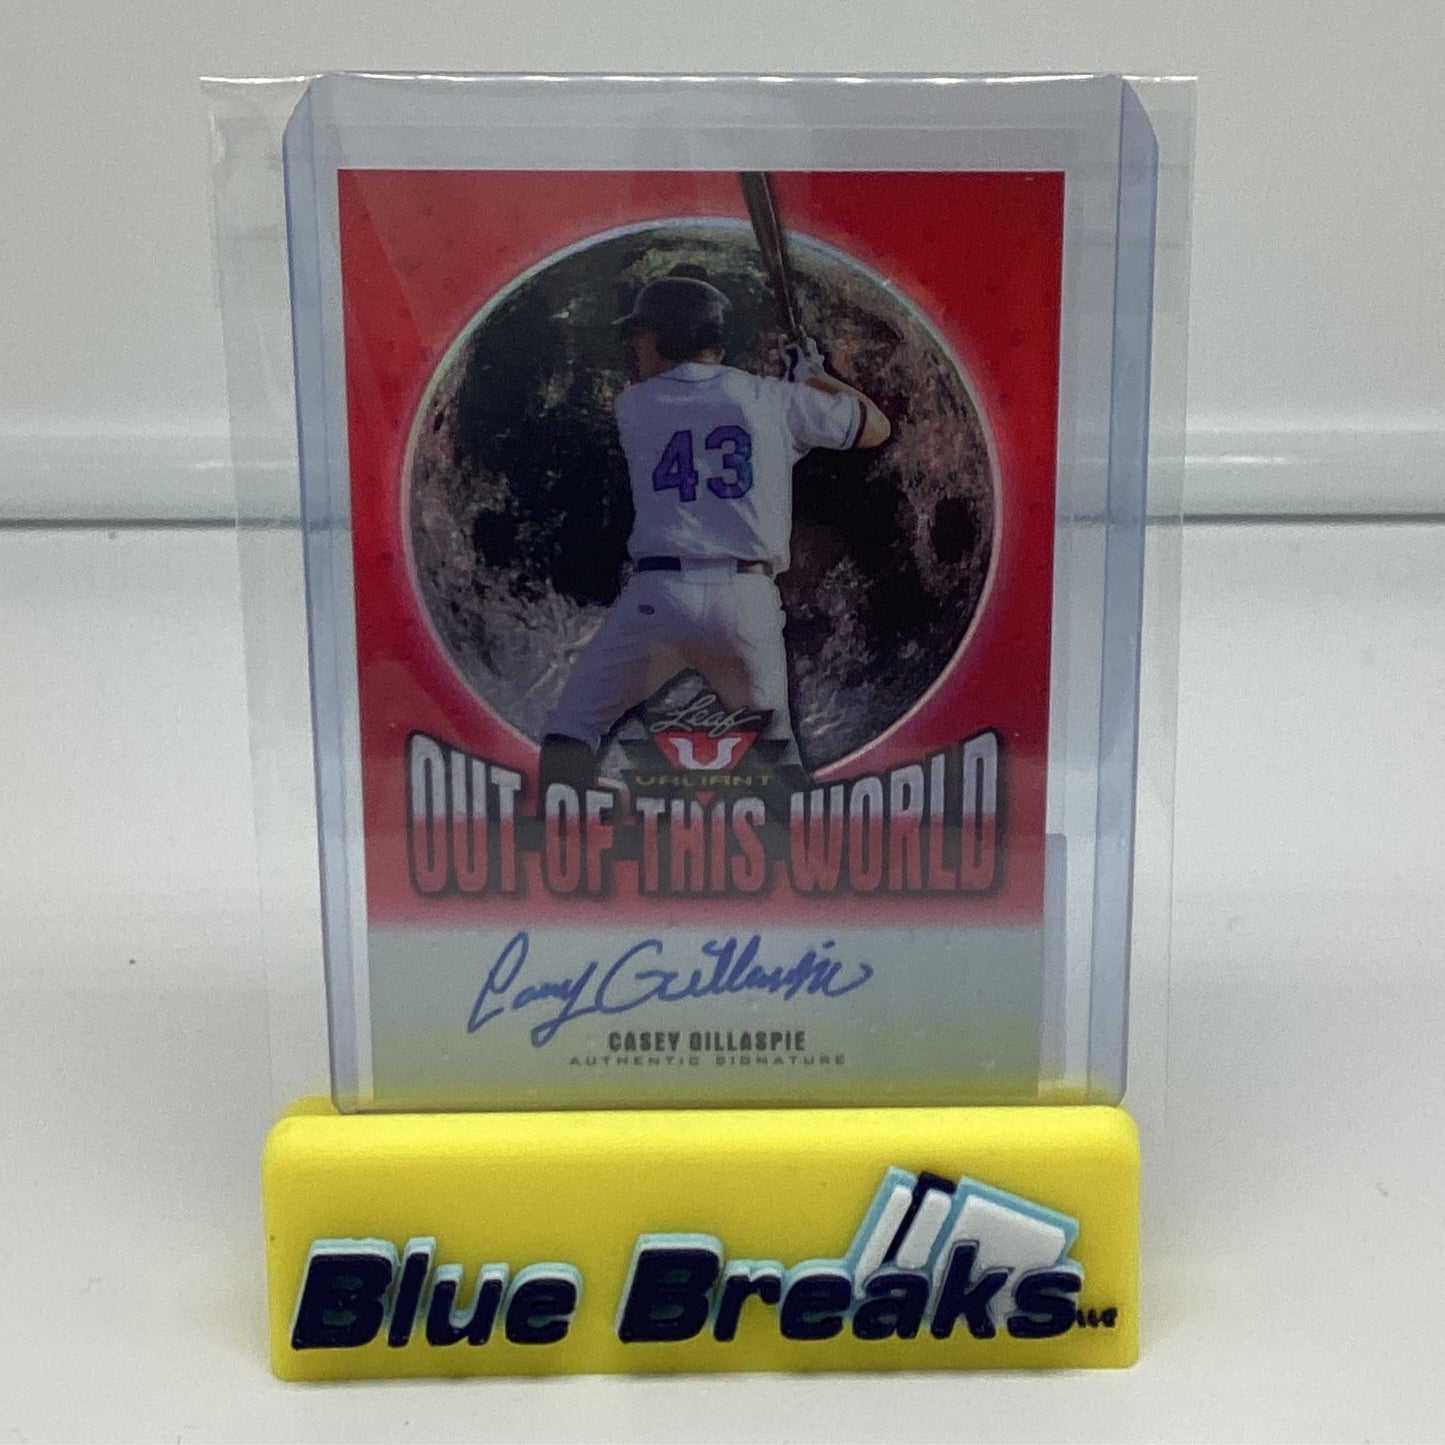 43
Leaf
VALIANT
OUT OF THIS WORLD
Casey Gillaspie
CASEY GILLASPIE
AUTHENTIC SIGNATURE
Blue Breaks LLC